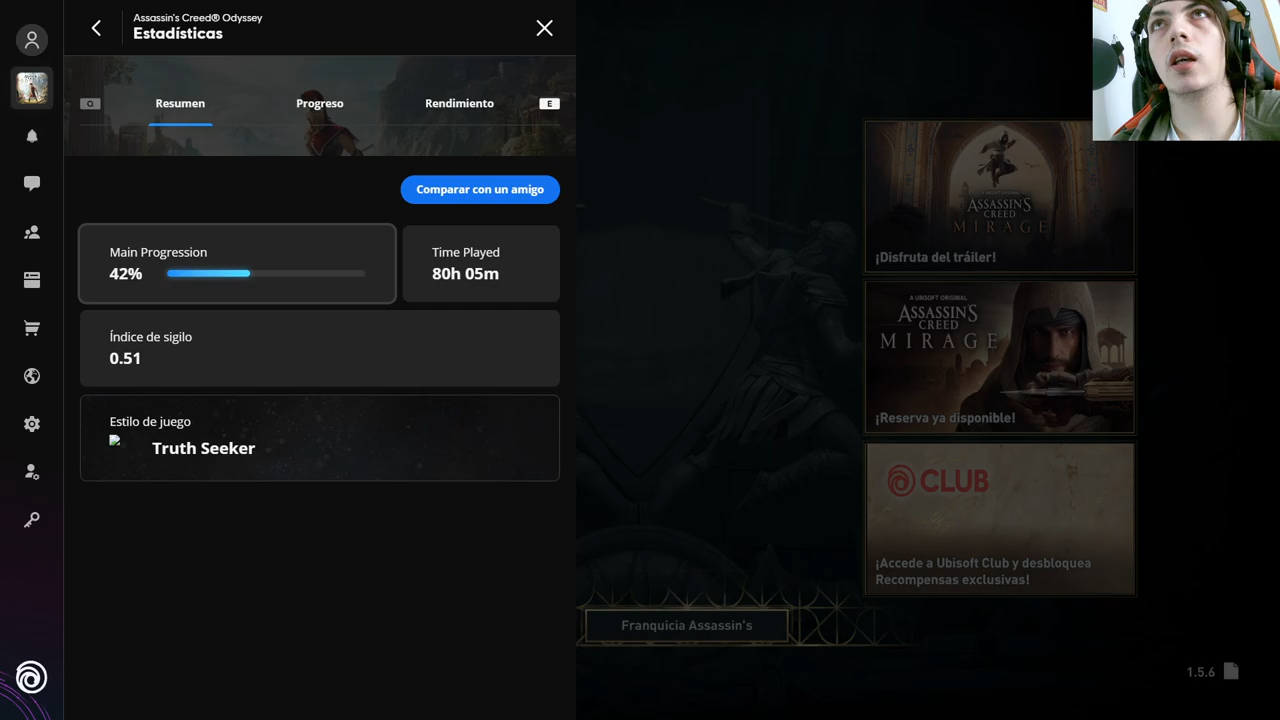 Assassin's Creed® Odyssey
Estadísticas
Q
Resumen
Progreso
Rendimiento
E
Comparar con un amigo
Main Progression
42%
Time Played
80h 05m
Índice de sigilo
0.51
Estilo de juego
Truth Seeker
ASSASSIN'S
CREED
MIRAGE
¡Disfruta del tráiler!
A UBISOFT ORIGINAL
ASSASSIN'S
CREED
MIRAGE
¡Reserva ya disponible!
CLUB
¡Accede a Ubisoft Club y desbloquea
Recompensas exclusivas!
Franquicia Assassin's
1.5.6